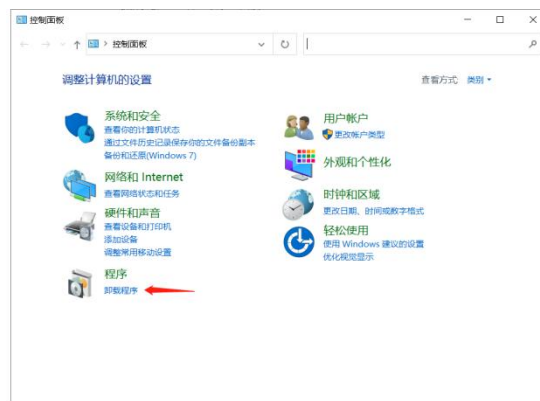 控制面板
控制面板
调整计算机的设置
查看方式: 类别
系统和安全
查看你的计算机状态
通过文件历史记录保存你的文件备份副本
备份和还原(Windows 7)
网络和 Internet
查看网络状态和任务
硬件和声音
查看设备和打印机
添加设备
调整常用移动设置
程序
卸载程序
用户帐户
更改帐户类型
外观和个性化
时钟和区域
更改日期、时间或数字格式
轻松使用
使用 Windows 建议的设置
优化视觉显示